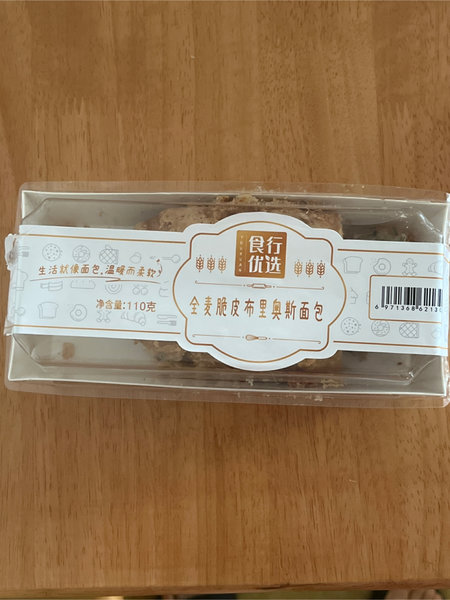 食行
优选
生活就像面包,温暖而柔软
净含量:110克
全麦脆皮布里奥斯面包